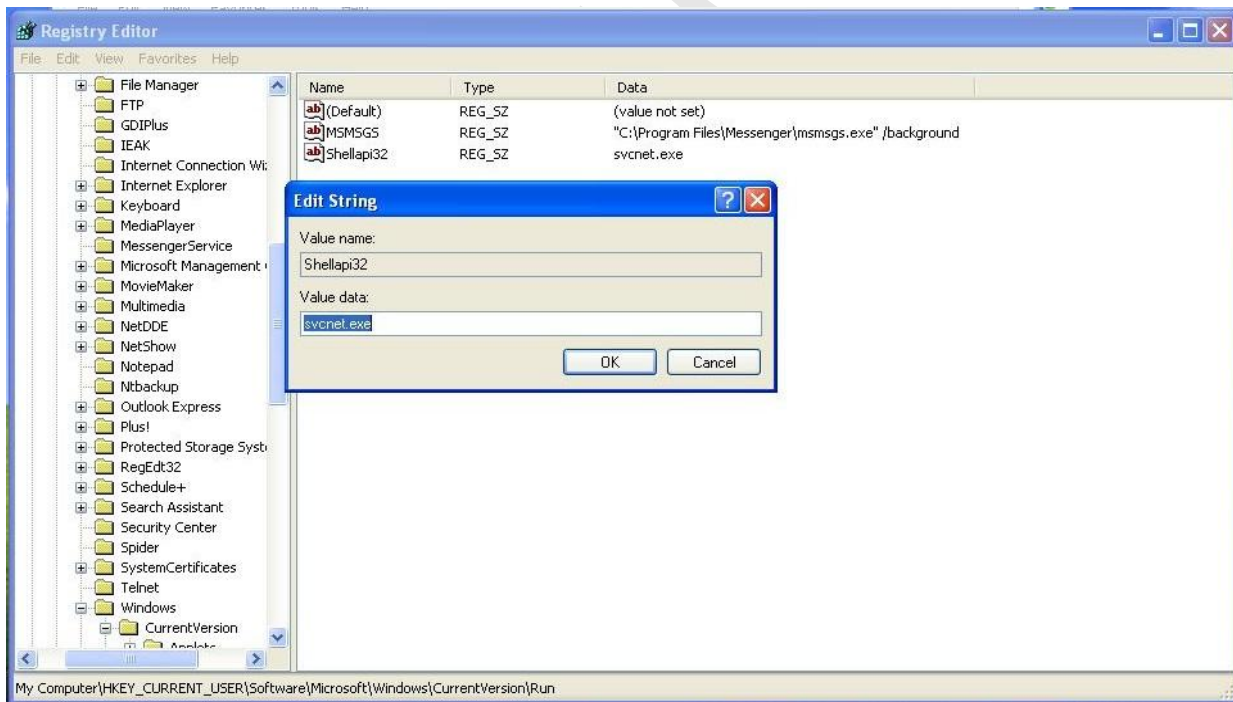 Registry Editor
File Edit View Favorites Help
File Manager
FTP
GDIPlus
IEAK
Internet Connection Wi
Internet Explorer
Keyboard
MediaPlayer
MessengerService
Microsoft Management
MovieMaker
Multimedia
NetDDE
NetShow
Notepad
Ntbackup
Outlook Express
Plus!
Protected Storage Syst
RegEdt32
Schedule+
Search Assistant
Security Center
Spider
SystemCertificates
Telnet
Windows
CurrentVersion
Applets
Name Type Data
ab (Default) REG_SZ (value not set)
ab MSMSGS REG_SZ "C:\Program Files\Messenger\msmsgs.exe" /background
ab Shellapi32 REG_SZ svcnet.exe
Edit String
Value name:
Shellapi32
Value data:
svcnet.exe
OK Cancel
My Computer\HKEY_CURRENT_USER\Software\Microsoft\Windows\CurrentVersion\Run